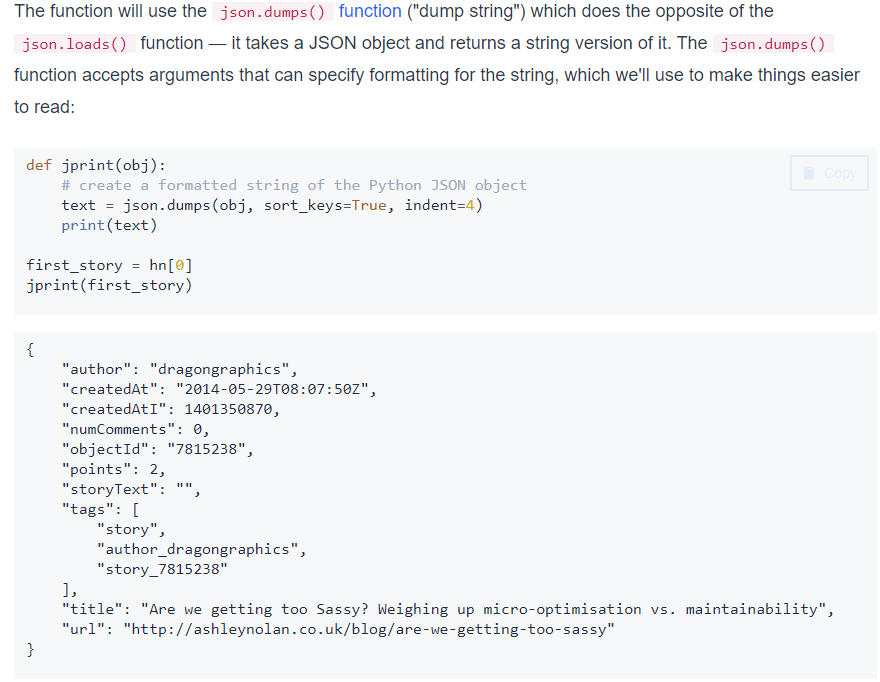 The function will use the json.dumps() function ("dump string") which does the opposite of the
json.loads() function — it takes a JSON object and returns a string version of it. The json.dumps()
function accepts arguments that can specify formatting for the string, which we'll use to make things easier
to read:
def jprint(obj):
    # create a formatted string of the Python JSON object
    text = json.dumps(obj, sort_keys=True, indent=4)
    print(text)
Copy
first_story = hn[0]
jprint(first_story)
{
    "author": "dragongraphics",
    "createdAt": "2014-05-29T08:07:50Z",
    "createdAtI": 1401350870,
    "numComments": 0,
    "objectId": "7815238",
    "points": 2,
    "storyText": "",
    "tags": [
        "story",
        "author_dragongraphics",
        "story_7815238"
    ],
    "title": "Are we getting too Sassy? Weighing up micro-optimisation vs. maintainability",
    "url": "http://ashleynolan.co.uk/blog/are-we-getting-too-sassy"
}